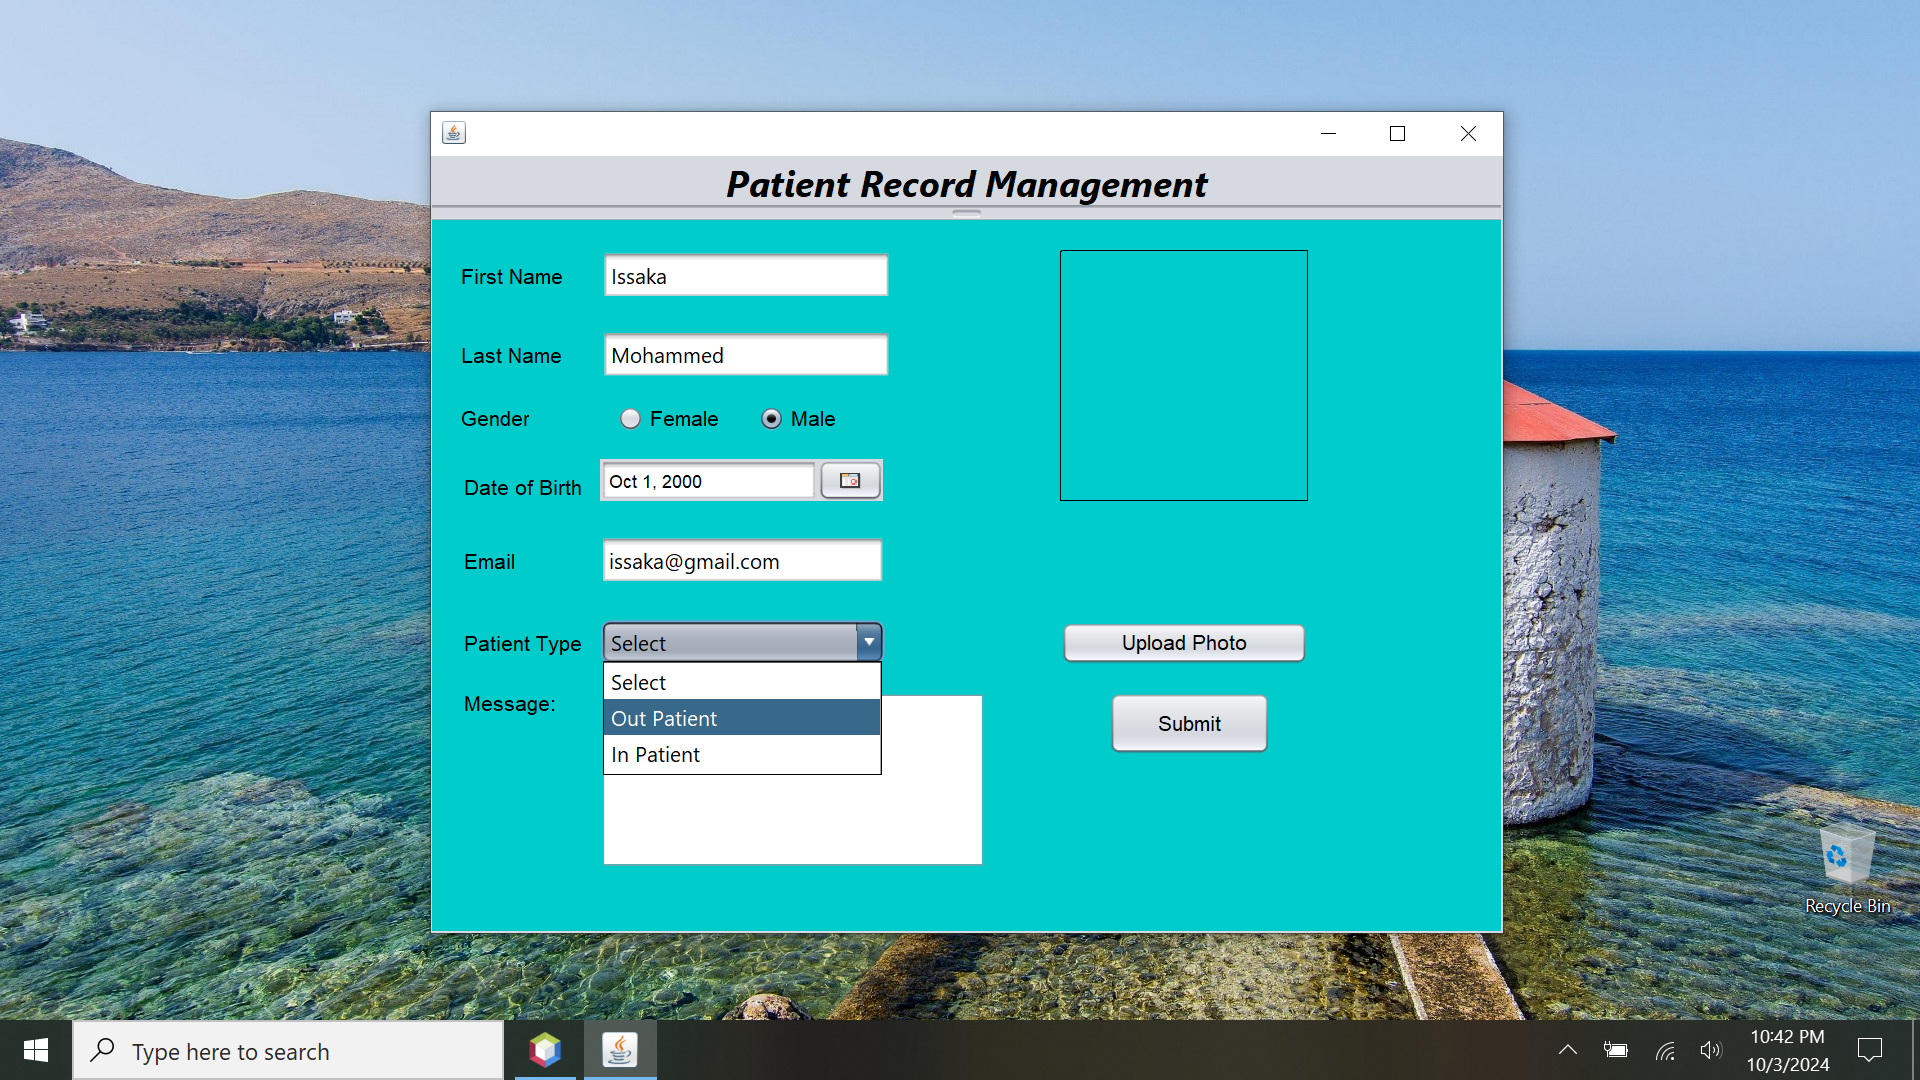 Patient Record Management
First Name
Issaka
Last Name
Mohammed
Gender
Female
Male
Date of Birth
Oct 1, 2000
Email
issaka@gmail.com
Patient Type
Select
Select
Out Patient
In Patient
Message:
Upload Photo
Submit
Recycle Bin
Type here to search
10:42 PM
10/3/2024